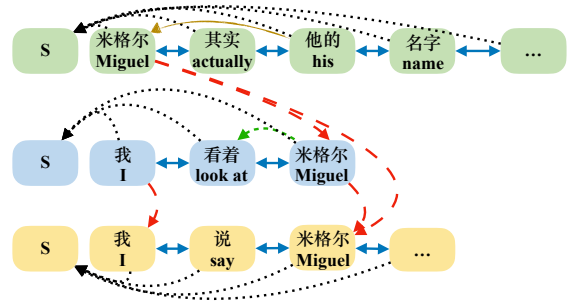 S
米格尔
Miguel
其实
actually
他的
his
名字
name
...
S
我
I
看着
look at
米格尔
Miguel
S
我
I
说
say
米格尔
Miguel
...